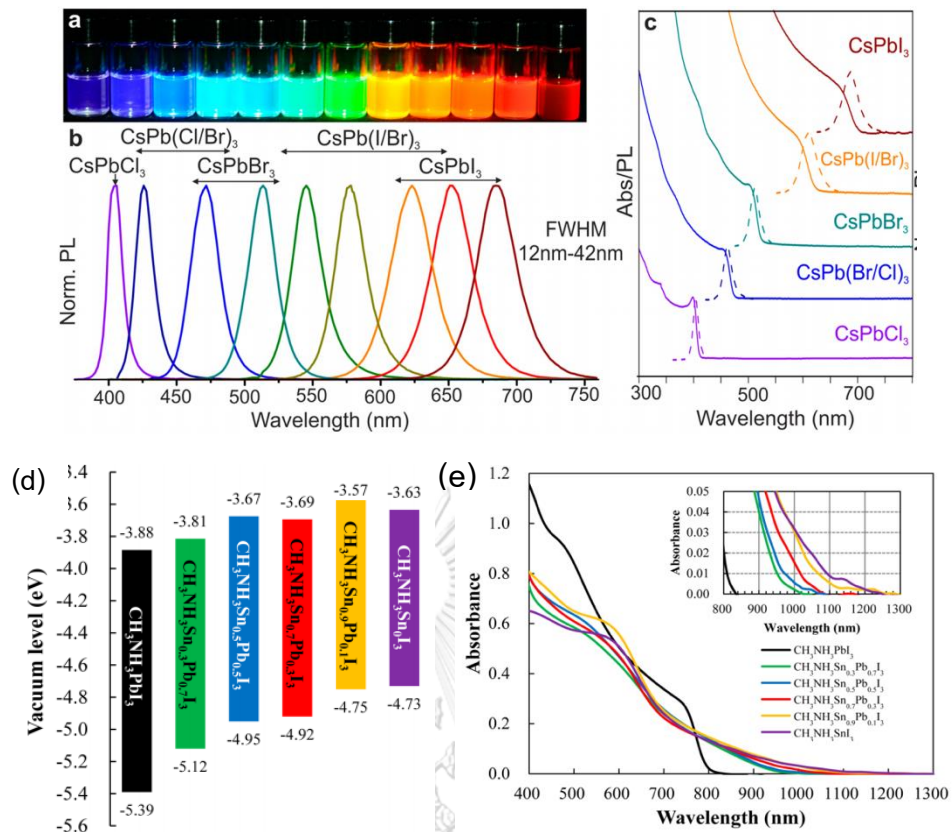 a
CsPb(Cl/Br)₃
CsPb(I/Br)₃
b
CsPbCl₃
CsPbBr₃
CsPbI₃
FWHM
12nm-42nm
Norm. PL
400 450 500 550 600 650 700 750
Wavelength (nm)
c
CsPbI₃
CsPb(I/Br)₃
CsPbBr₃
CsPb(Br/Cl)₃
CsPbCl₃
Abs/PL
300 500 700
Wavelength (nm)
(d)
3.4
-3.6
-3.8
-4.0
-4.2
-4.4
-4.6
-4.8
-5.0
-5.2
-5.4
-5.6
Vacuum level (eV)
-3.88
-3.81
-3.67
-3.69
-3.57
-3.63
CH₃NH₃PbI₃
CH₃NH₃Sn₀.₃Pb₀.₇I₃
CH₃NH₃Sn₀.₅Pb₀.₅I₃
CH₃NH₃Sn₀.₇Pb₀.₃I₃
CH₃NH₃Sn₀.₉Pb₀.₁I₃
CH₃NH₃Sn₀I₃
-5.39
-5.12
-4.95
-4.92
-4.75
-4.73
(e)
1.2
1.0
0.8
0.6
0.4
0.2
0.0
Absorbance
400 500 600 700 800 900 1000 1100 1200 1300
Wavelength (nm)
0.05
0.04
0.03
0.02
0.01
0.00
Absorbance
800 900 1000 1100 1200 1300
Wavelength (nm)
CH₃NH₃PbI₃
CH₃NH₃Sn₀.₃Pb₀.₇I₃
CH₃NH₃Sn₀.₅Pb₀.₅I₃
CH₃NH₃Sn₀.₇Pb₀.₃I₃
CH₃NH₃Sn₀.₉Pb₀.₁I₃
CH₃NH₃SnI₃